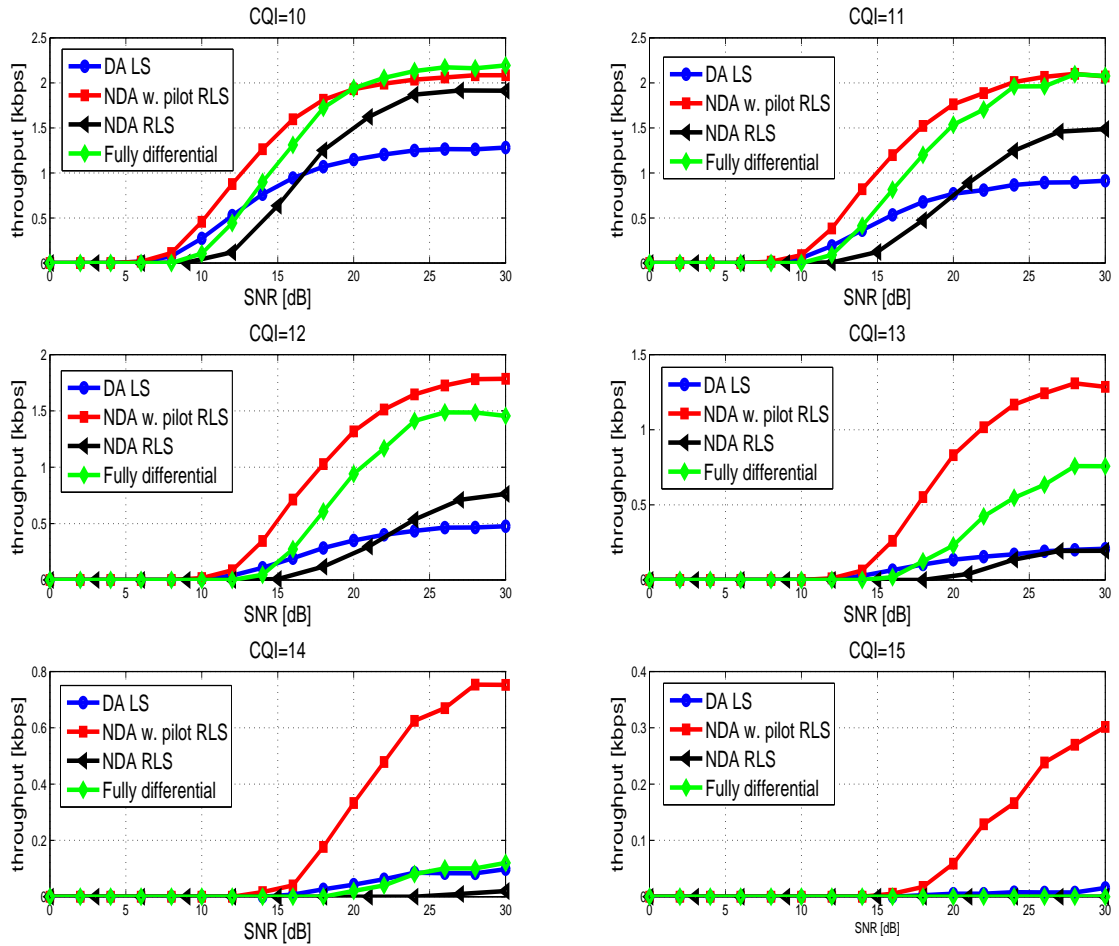 CQI=10
throughput [kbps]
2.5
2
1.5
1
0.5
0
DA LS
NDA w. pilot RLS
NDA RLS
Fully differential
0 5 10 15 20 25 30
SNR [dB]
CQI=11
throughput [kbps]
2.5
2
1.5
1
0.5
0
DA LS
NDA w. pilot RLS
NDA RLS
Fully differential
0 5 10 15 20 25 30
SNR [dB]
CQI=12
throughput [kbps]
2
1.5
1
0.5
0
DA LS
NDA w. pilot RLS
NDA RLS
Fully differential
0 5 10 15 20 25 30
SNR [dB]
CQI=13
throughput [kbps]
1.5
1
0.5
0
DA LS
NDA w. pilot RLS
NDA RLS
Fully differential
0 5 10 15 20 25 30
SNR [dB]
CQI=14
throughput [kbps]
0.8
0.6
0.4
0.2
0
DA LS
NDA w. pilot RLS
NDA RLS
Fully differential
0 5 10 15 20 25 30
SNR [dB]
CQI=15
throughput [kbps]
0.4
0.3
0.2
0.1
0
DA LS
NDA w. pilot RLS
NDA RLS
Fully differential
0 5 10 15 20 25 30
SNR [dB]